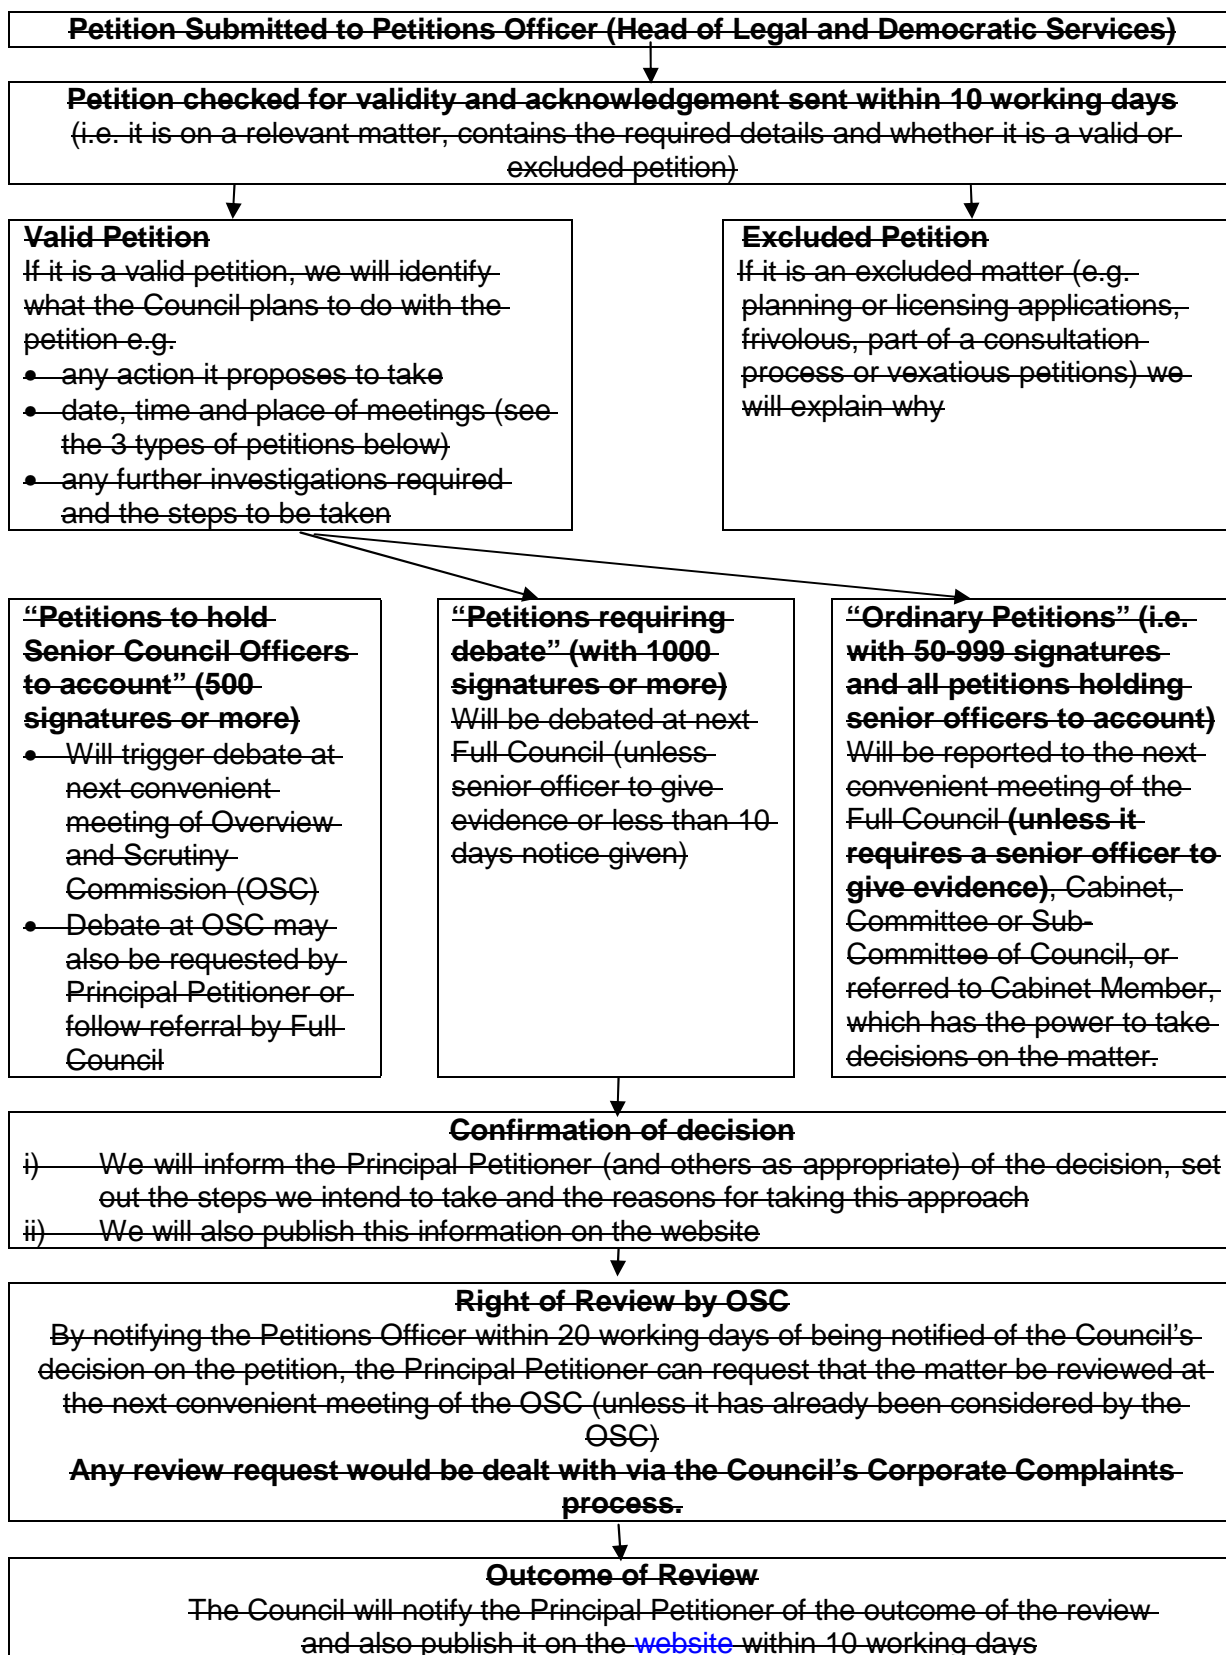 Petition Submitted to Petitions Officer (Head of Legal and Democratic Services)
Petition checked for validity and acknowledgement sent within 10 working days
(i.e. it is on a relevant matter, contains the required details and whether it is a valid or
excluded petition)
Valid Petition
If it is a valid petition, we will identify
what the Council plans to do with the
petition e.g.
• any action it proposes to take
• date, time and place of meetings (see
the 3 types of petitions below)
• any further investigations required
and the steps to be taken
Excluded Petition
If it is an excluded matter (e.g.
planning or licensing applications,
frivolous, part of a consultation
process or vexatious petitions) we
will explain why
“Petitions to hold
Senior Council Officers
to account” (500
signatures or more)
• Will trigger debate at
next convenient
meeting of Overview
and Scrutiny
Commission (OSC)
• Debate at OSC may
also be requested by
Principal Petitioner or
follow referral by Full
Council
“Petitions requiring
debate” (with 1000
signatures or more)
Will be debated at next
Full Council (unless
senior officer to give
evidence or less than 10
days notice given)
“Ordinary Petitions” (i.e.
with 50-999 signatures
and all petitions holding
senior officers to account)
Will be reported to the next
convenient meeting of the
Full Council (unless it
requires a senior officer to
give evidence), Cabinet,
Committee or Sub-
Committee of Council, or
referred to Cabinet Member,
which has the power to take
decisions on the matter.
Confirmation of decision
i) We will inform the Principal Petitioner (and others as appropriate) of the decision, set
out the steps we intend to take and the reasons for taking this approach
ii) We will also publish this information on the website
Right of Review by OSC
By notifying the Petitions Officer within 20 working days of being notified of the Council’s
decision on the petition, the Principal Petitioner can request that the matter be reviewed at
the next convenient meeting of the OSC (unless it has already been considered by the
OSC)
Any review request would be dealt with via the Council’s Corporate Complaints
process.
Outcome of Review
The Council will notify the Principal Petitioner of the outcome of the review
and also publish it on the website within 10 working days